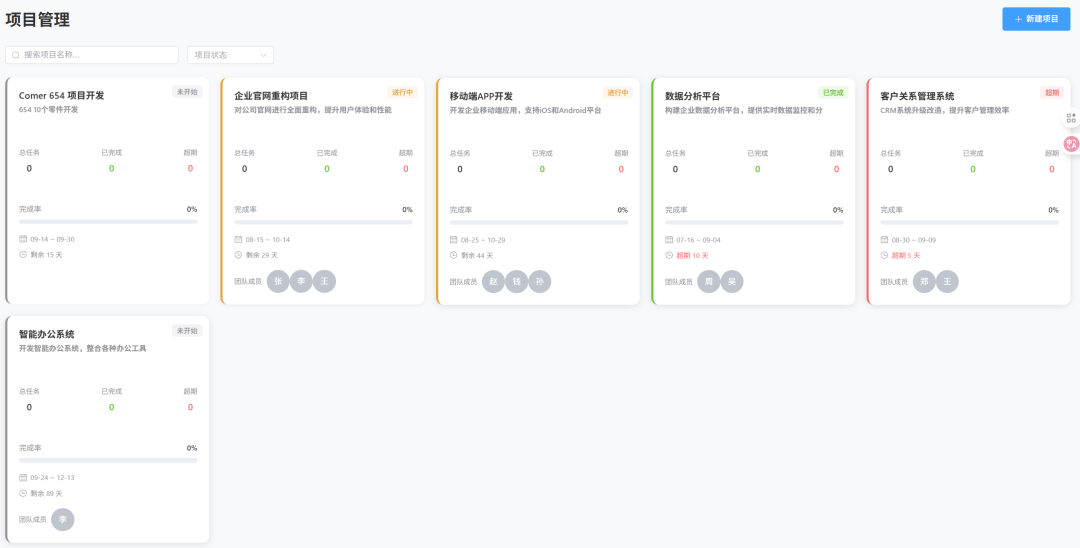 项目管理
+ 新建项目
搜索项目名称...
项目状态
Comer 654 项目开发
未开始
654 10个零件开发
总任务 已完成 超期
0 0 0
完成率 0%
09-14 ~ 09-30
剩余 15 天
企业官网重构项目
进行中
对公司官网进行全面重构，提升用户体验和性能
总任务 已完成 超期
0 0 0
完成率 0%
08-15 ~ 10-14
剩余 29 天
团队成员 张 李 王
移动端APP开发
进行中
开发企业移动端应用，支持iOS和Android平台
总任务 已完成 超期
0 0 0
完成率 0%
08-25 ~ 10-29
剩余 44 天
团队成员 赵 钱 孙
数据分析平台
已完成
构建企业数据分析平台，提供实时数据监控和分
总任务 已完成 超期
0 0 0
完成率 0%
07-16 ~ 09-04
超期 10 天
团队成员 周 吴
客户关系管理系统
超期
CRM系统升级改造，提升客户管理效率
总任务 已完成 超期
0 0 0
完成率 0%
08-30 ~ 09-09
超期 5 天
团队成员 郑 王
智能办公系统
未开始
开发智能办公系统，整合各种办公工具
总任务 已完成 超期
0 0 0
完成率 0%
09-24 ~ 12-13
剩余 89 天
团队成员 李